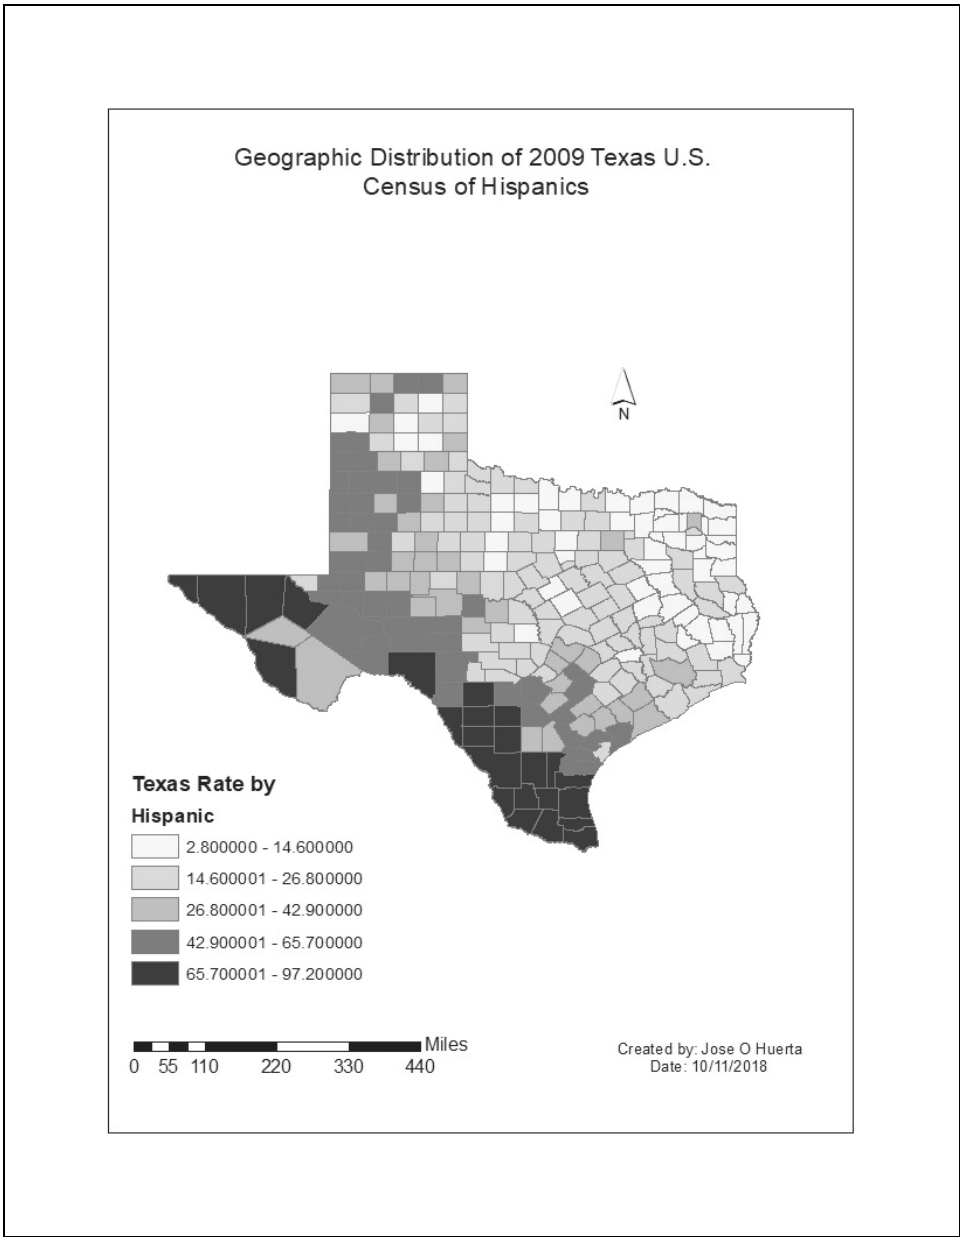 Geographic Distribution of 2009 Texas U.S.
Census of Hispanics
N
Texas Rate by
Hispanic
2.800000 - 14.600000
14.600001 - 26.800000
26.800001 - 42.900000
42.900001 - 65.700000
65.700001 - 97.200000
Miles
0 55 110 220 330 440
Created by: Jose O Huerta
Date: 10/11/2018